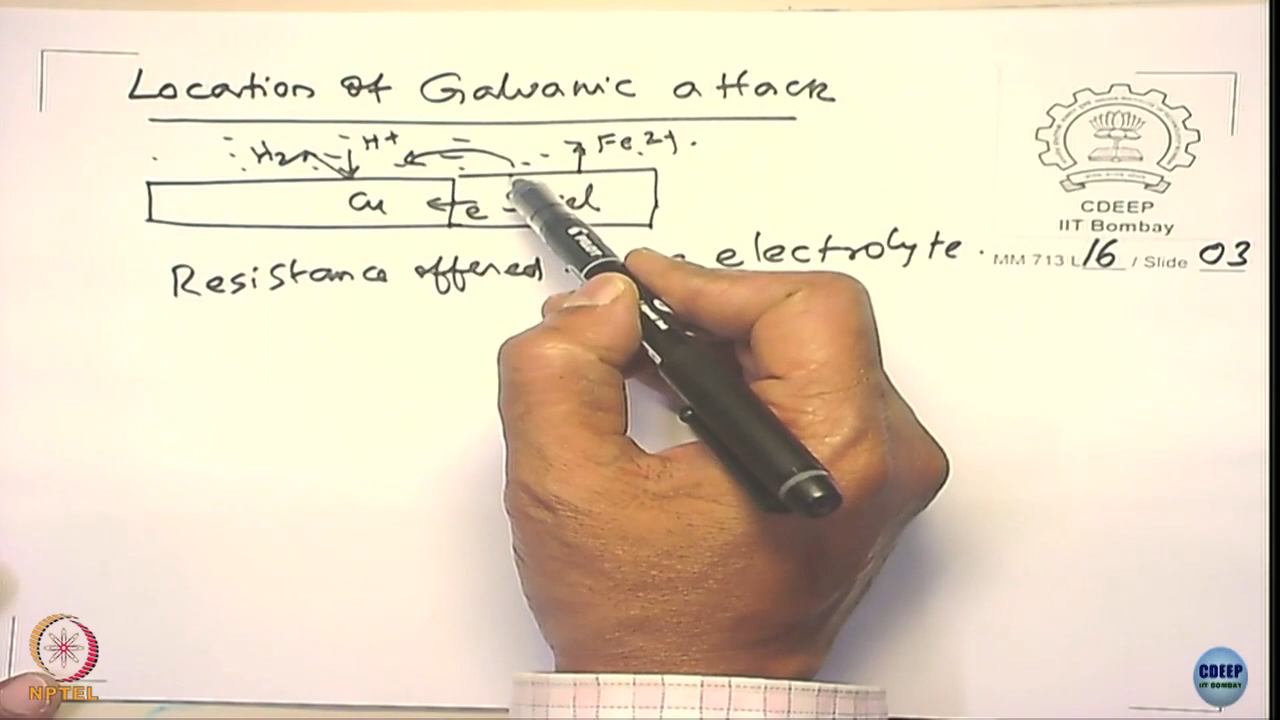 Location of Galvanic attack
H2 H+ Fe2+.
Cu e
Resistance offered electrolyte.
CDEEP
IIT Bombay
MM 713 L16 / Slide 03
NPTEL
CDEEP
IIT BOMBAY